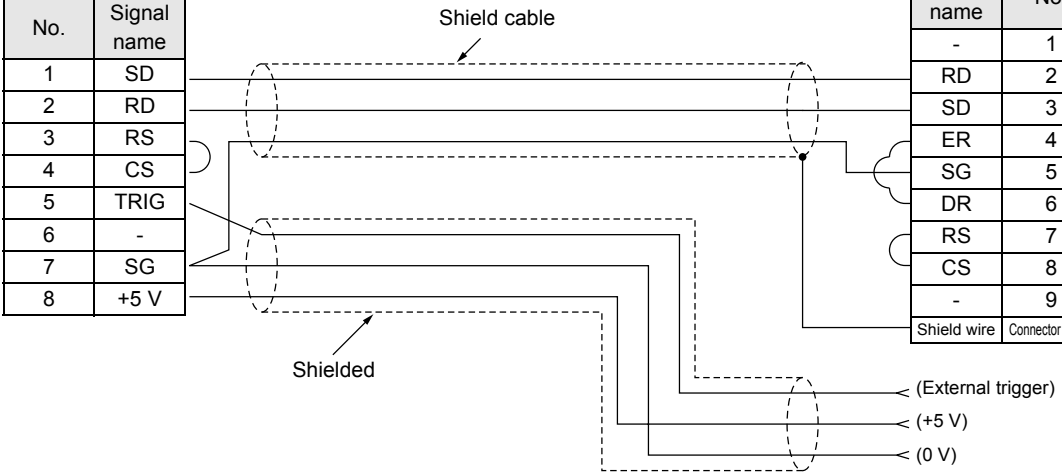 No. Signal name
1 SD
2 RD
3 RS
4 CS
5 TRIG
6 -
7 SG
8 +5 V
Shield cable
Shielded
name No
- 1
RD 2
SD 3
ER 4
SG 5
DR 6
RS 7
CS 8
- 9
Shield wire Connector
(External trigger)
(+5 V)
(0 V)